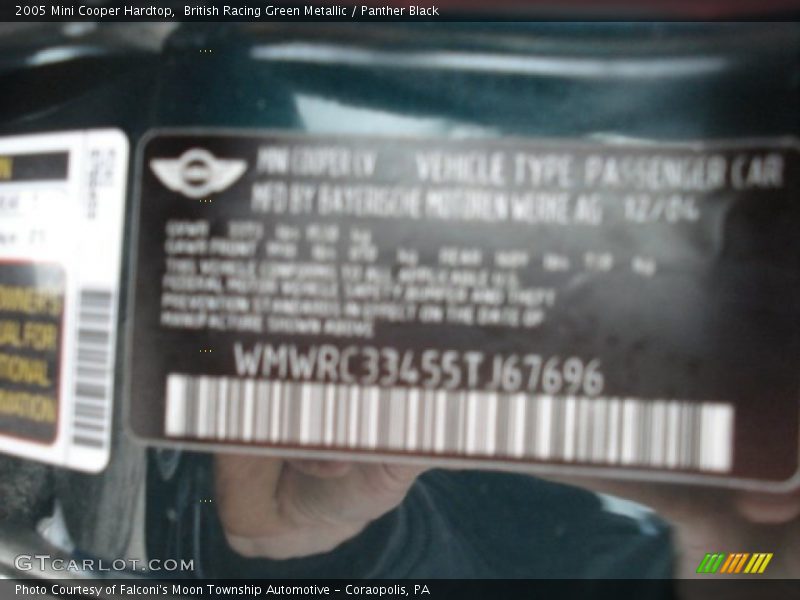 2005 Mini Cooper Hardtop,  British Racing Green Metallic / Panther Black
MINI COOPER LV VEHICLE TYPE PASSENGER CAR
MFD BY BAYERISCHE MOTOREN WERKE AG 12/04
THIS VEHICLE CONFORMS TO ALL APPLICABLE U.S.
FEDERAL MOTOR VEHICLE SAFETY BUMPER AND THEFT
PREVENTION STANDARDS IN EFFECT ON THE DATE OF
MANUFACTURE SHOWN ABOVE
WMWRC33455TJ67696
GTCARLOT.COM
Photo Courtesy of Falconi's Moon Township Automotive – Coraopolis, PA